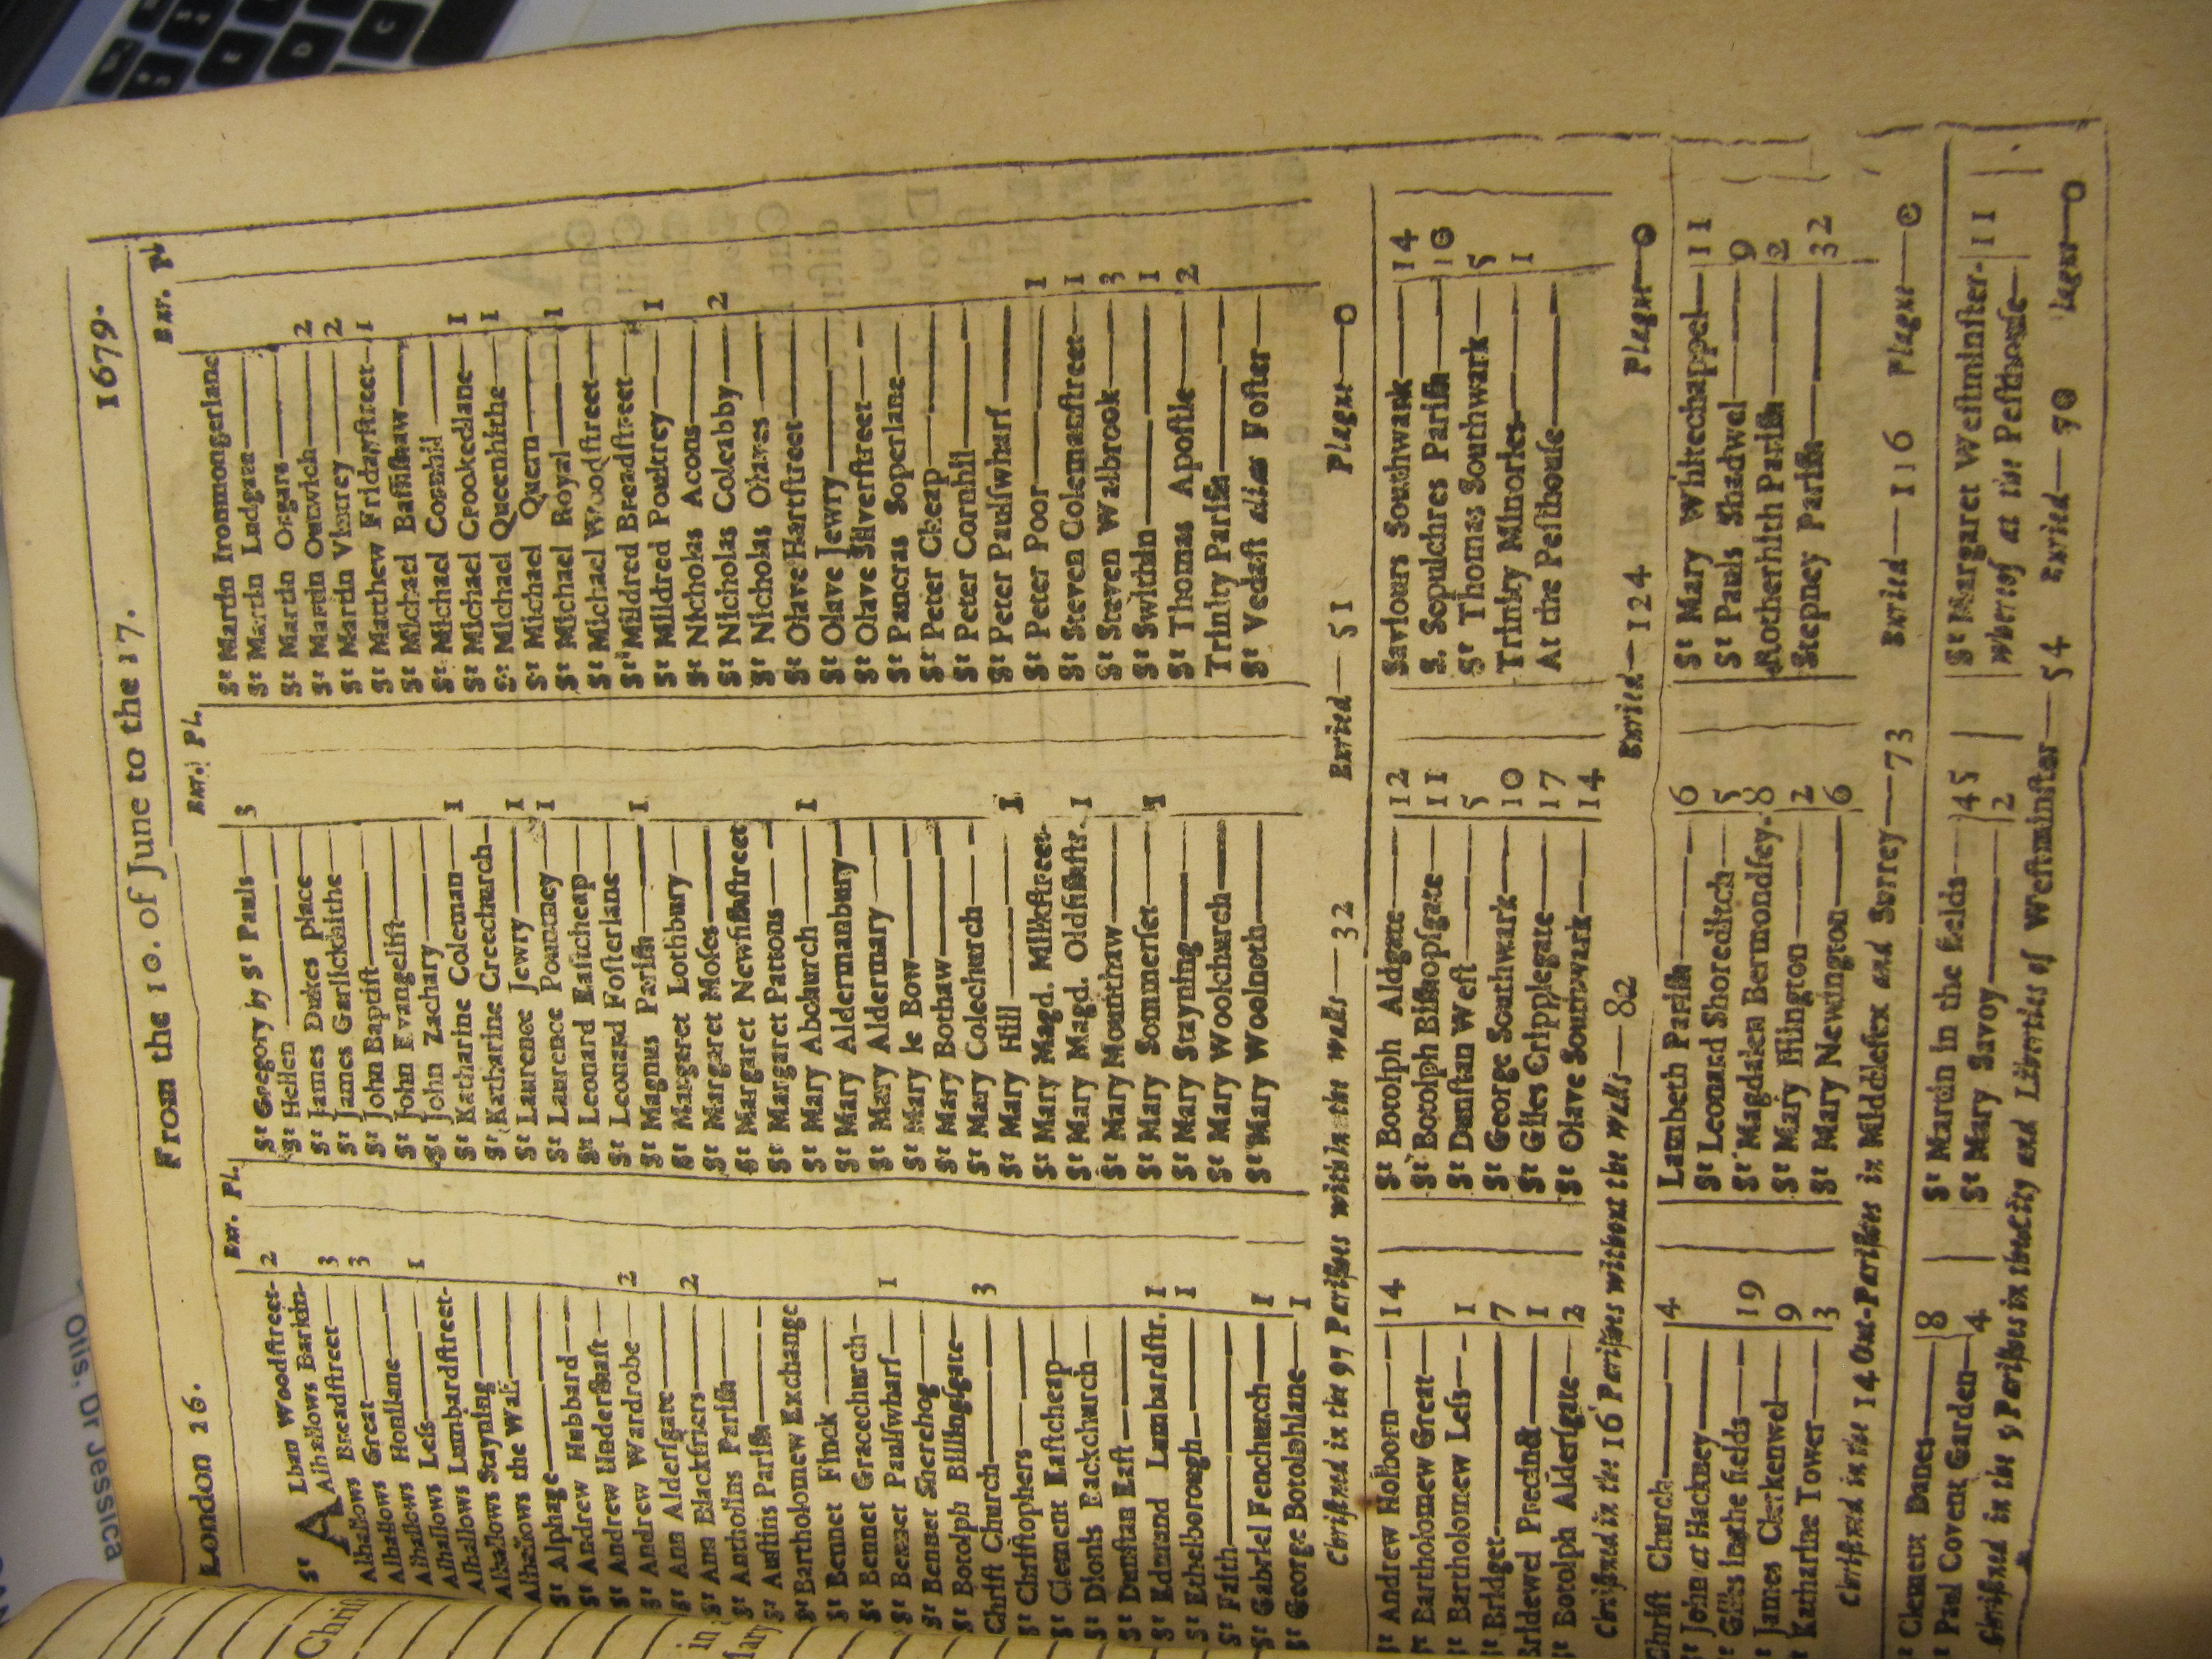 London 26. From the 10. of June to the 17. 1679.
Bur. Pl.
St ALban Woodſtreet 2
Alhallows Barkin
Alhallows Breadſtreet 3
Alhallows Great 3
Alhallows Honilane
Alhallows Leſs 1
Alhallows Lumbardſtreet
Alhallows Stayning
Alhallows the Wall
St Alphage
St Andrew Hubbard
St Andrew Underſhaft
St Andrew Wardrobe 2
St Ann Alderſgate
St Ann Blackfriers 2
St Antholins Pariſh
St Auſtins Pariſh
St Bartholomew Exchange
St Bennet Finck
St Bennet Gracechurch
St Bennet Paulſwharf 1
St Bennet Sherehog
St Botolph Billingſgate
Chriſt Church 3
St Chriſtophers
St Clement Eaſtcheap
St Dionis Backchurch
St Dunſtan Eaſt
St Edmund Lumbardſtr. 1
St Ethelborough 1
St Faith
St Gabriel Fenchurch 1
St George Botolphlane 1
Bur. Pl.
St Gregory by St Pauls 3
St Hellen
St James Dukes Place
St James Garlickhithe
St John Baptiſt
St John Evangeliſt
St John Zachary
St Katharine Coleman 1
St Katharine Creechurch
St Laurence Jewry 1
St Laurence Pountney 1
St Leonard Eaſtcheap
St Leonard Foſterlane
St Magnus Pariſh 1
St Margaret Lothbury
St Margaret Moſes
St Margaret Newfiſhſtreet
St Margaret Pattons
St Mary Abchurch 1
St Mary Aldermanbury
St Mary Aldermary
St Mary le Bow
St Mary Bothaw
St Mary Colechurch
St Mary Hill 1
St Mary Magd. Milkſtreet
St Mary Magd. Oldfiſhſtr. 1
St Mary Mounthaw
St Mary Sommerſet 1
St Mary Stayning
St Mary Woolchurch
St Mary Woolnoth
Bur. Pl.
St Martin Ironmongerlane
St Martin Ludgate
St Martin Orgars
St Martin Outwich 2
St Martin Vintrey 2
St Matthew Fridayſtreet 1
St Michael Baſſiſhaw
St Michael Cornhil
St Michael Crookedlane 1
St Michael Queenhithe 1
St Michael Quern
St Michael Royal 1
St Michael Woodſtreet
St Mildred Breadſtreet
St Mildred Poultrey 1
St Nicholas Acons
St Nicholas Coleabby 2
St Nicholas Olaves
St Olave Hartſtreet
St Olave Jewry
St Olave Silverſtreet
St Pancras Soperlane
St Peter Cheap
St Peter Cornhil
St Peter Paulſwharf
St Peter Poor 1
St Steven Colemanſtreet 1
St Steven Walbrook 3
St Swithin 1
St Thomas Apoſtle 2
Trinity Pariſh
St Vedaſt alias Foſter
Chriſtned in the 97 Pariſhes within the walls—32 Buried—51 Plague—0
St Andrew Holborn 14
St Bartholomew Great
St Bartholomew Leſs 1
St Bridget 7
Bridewel Precinct 1
St Botolph Alderſgate 2
St Botolph Aldgate 12
St Botolph Biſhopſgate 11
St Dunſtan Weſt 5
St George Southwark 10
St Giles Cripplegate 17
St Olave Southwark 14
Saviours Southwark 14
S. Sepulchres Pariſh 10
St Thomas Southwark 5
Trinity Minories 1
At the Peſthouſe
Chriſtned in the 16 Pariſhes without the walls—82 Buried—124 Plague—0
Chriſt Church 4
St John at Hackney
St Giles in the fields 19
St James Clerkenwel 9
St Katharine Tower 3
Lambeth Pariſh 6
St Leonard Shoreditch 5
St Magdalen Bermondſey 8
St Mary Iſlington 2
St Mary Newington 6
St Mary Whitechappel 11
St Pauls Shadwel 9
Rotherhith Pariſh 2
Stepney Pariſh 32
Chriſtned in the 14 Out-Pariſhes in Middleſex and Surrey—73 Buried—116 Plague—0
St Clement Danes 8
St Paul Covent Garden 4
St Martin in the fields 45
St Mary Savoy 2
St Margaret Weſtminſter 11
whereof at the Peſthouſe
Chriſtned in the 5 Pariſhes in the City and Liberties of Weſtminſter—54 Buried—70 Plague—0
Otis, Dr Jessica
Chriſ
in